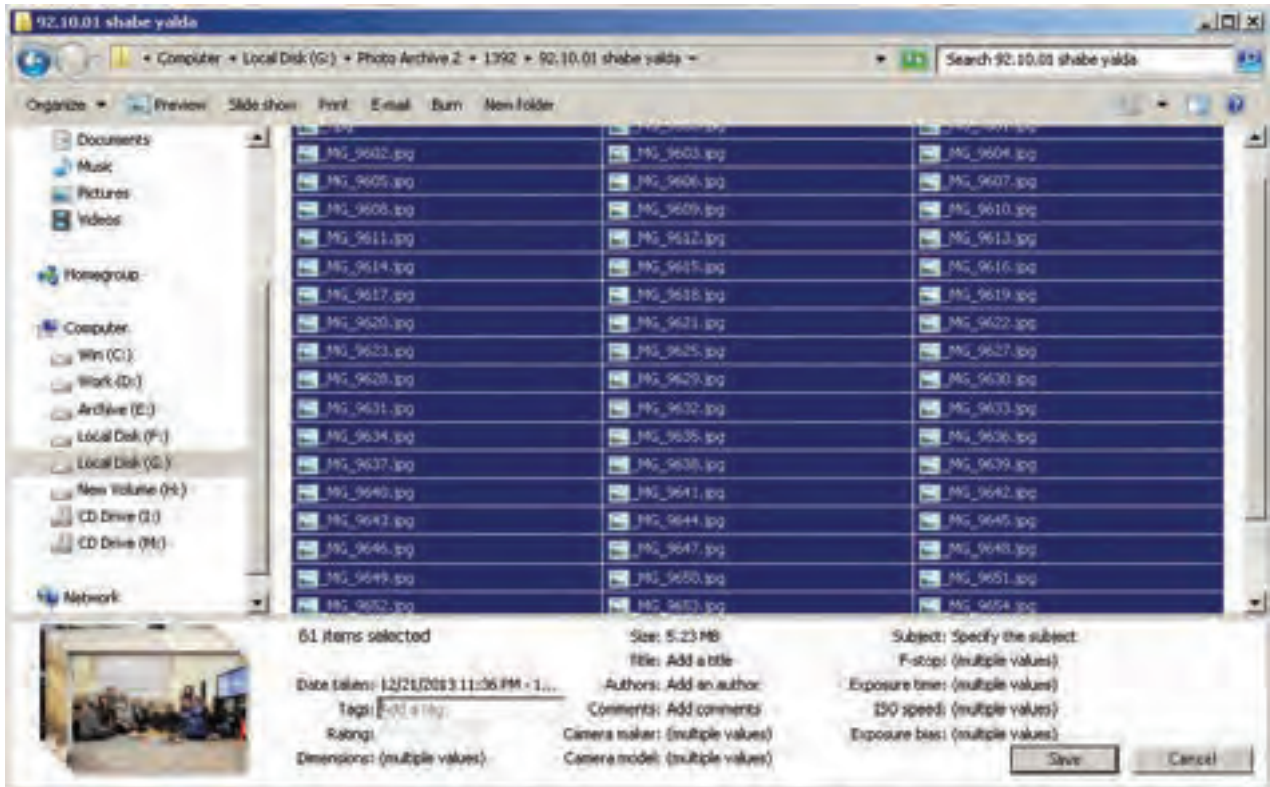 92.10.01 shabe yalda
Computer Local Disk (G:) Photo Archive 2 1392 92.10.01 shabe yalda
Search 92.10.01 shabe yalda
Organize Preview Slide show Print E-mail Burn New folder
Documents
Music
Pictures
Videos
Homegroup
Computer
Win (C:)
Work (D:)
Archive (E:)
Local Disk (F:)
Local Disk (G:)
New Volume (H:)
CD Drive (I:)
CD Drive (M:)
Network
_MG_9602.jpg _MG_9603.jpg _MG_9604.jpg
_MG_9605.jpg _MG_9606.jpg _MG_9607.jpg
_MG_9608.jpg _MG_9609.jpg _MG_9610.jpg
_MG_9611.jpg _MG_9612.jpg _MG_9613.jpg
_MG_9614.jpg _MG_9615.jpg _MG_9616.jpg
_MG_9617.jpg _MG_9618.jpg _MG_9619.jpg
_MG_9620.jpg _MG_9621.jpg _MG_9622.jpg
_MG_9623.jpg _MG_9625.jpg _MG_9627.jpg
_MG_9628.jpg _MG_9629.jpg _MG_9630.jpg
_MG_9631.jpg _MG_9632.jpg _MG_9633.jpg
_MG_9634.jpg _MG_9635.jpg _MG_9636.jpg
_MG_9637.jpg _MG_9638.jpg _MG_9639.jpg
_MG_9640.jpg _MG_9641.jpg _MG_9642.jpg
_MG_9643.jpg _MG_9644.jpg _MG_9645.jpg
_MG_9646.jpg _MG_9647.jpg _MG_9648.jpg
_MG_9649.jpg _MG_9650.jpg _MG_9651.jpg
_MG_9652.jpg _MG_9653.jpg _MG_9654.jpg
61 items selected
Date taken: 12/21/2013 11:36 PM - 1...
Tags: Add a tag
Rating:
Dimensions: (multiple values)
Size: 5.23 MB
Title: Add a title
Authors: Add an author
Comments: Add comments
Camera maker: (multiple values)
Camera model: (multiple values)
Subject: Specify the subject
F-stop: (multiple values)
Exposure time: (multiple values)
ISO speed: (multiple values)
Exposure bias: (multiple values)
Save Cancel